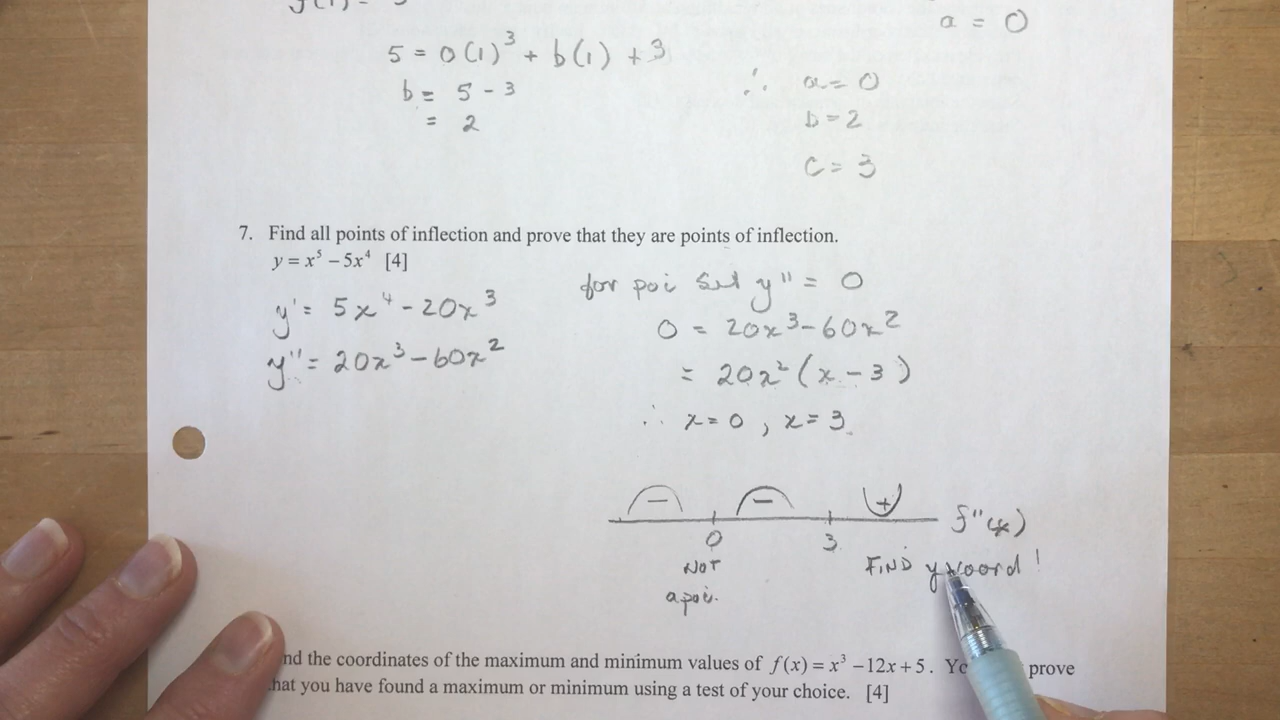 a = 0
5 = 0(1)³ + b(1) + 3
b = 5 - 3
= 2
∴ a = 0
b = 2
c = 3
7. Find all points of inflection and prove that they are points of inflection.
y = x⁵ – 5x⁴ [4]
y' = 5x⁴ - 20x³
y'' = 20x³ - 60x²
for poi set y'' = 0
0 = 20x³ - 60x²
= 20x² (x - 3)
∴ x = 0 , x = 3
- - + f''(x)
0 3
NOT
a poi.
FIND y coord !
nd the coordinates of the maximum and minimum values of f(x) = x³ – 12x + 5. prove
hat you have found a maximum or minimum using a test of your choice. [4]